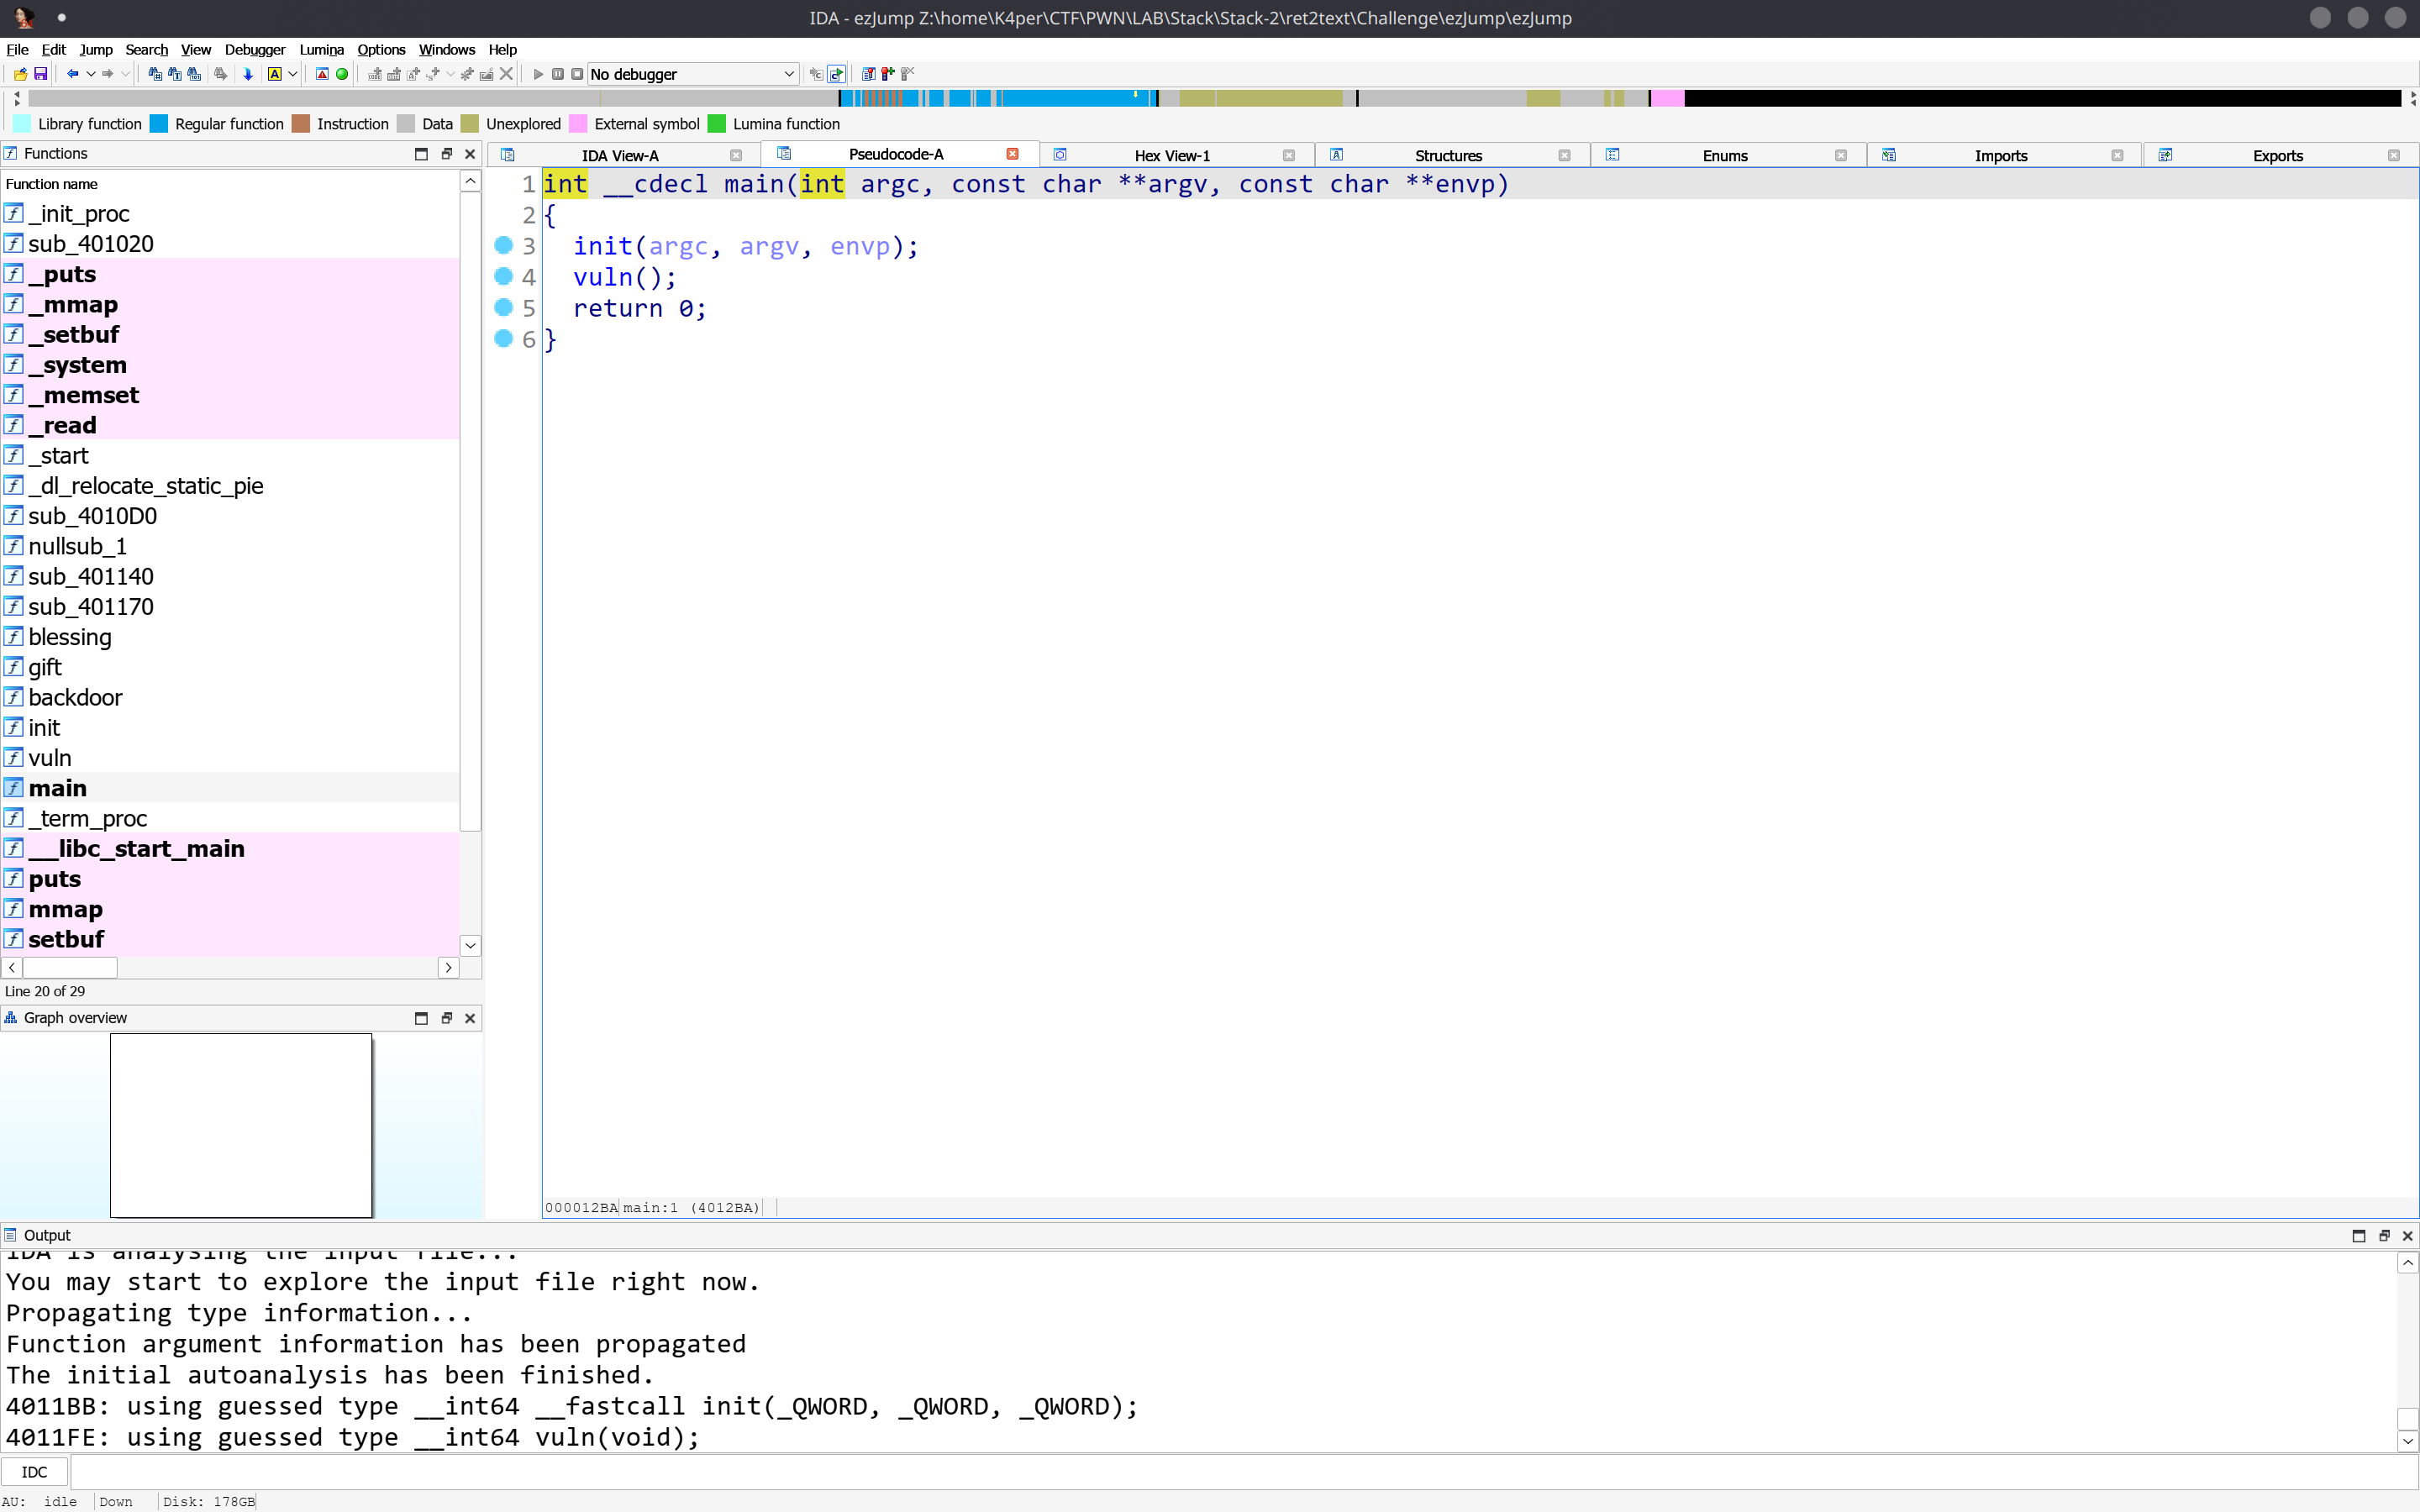 IDA - ezJump Z:\home\K4per\CTF\PWN\LAB\Stack\Stack-2\ret2text\Challenge\ezJump\ezJump
File Edit Jump Search View Debugger Lumina Options Windows Help
No debugger
Library function Regular function Instruction Data Unexplored External symbol Lumina function
Functions
IDA View-A Pseudocode-A Hex View-1 Structures Enums Imports Exports
Function name
_init_proc
sub_401020
_puts
_mmap
_setbuf
_system
_memset
_read
_start
_dl_relocate_static_pie
sub_4010D0
nullsub_1
sub_401140
sub_401170
blessing
gift
backdoor
init
vuln
main
_term_proc
__libc_start_main
puts
mmap
setbuf
Line 20 of 29
Graph overview
1 int __cdecl main(int argc, const char **argv, const char **envp)
2 {
3 init(argc, argv, envp);
4 vuln();
5 return 0;
6 }
000012BA main:1 (4012BA)
Output
IDA is analysing the input file...
You may start to explore the input file right now.
Propagating type information...
Function argument information has been propagated
The initial autoanalysis has been finished.
4011BB: using guessed type __int64 __fastcall init(_QWORD, _QWORD, _QWORD);
4011FE: using guessed type __int64 vuln(void);
IDC
AU: idle Down Disk: 178GB